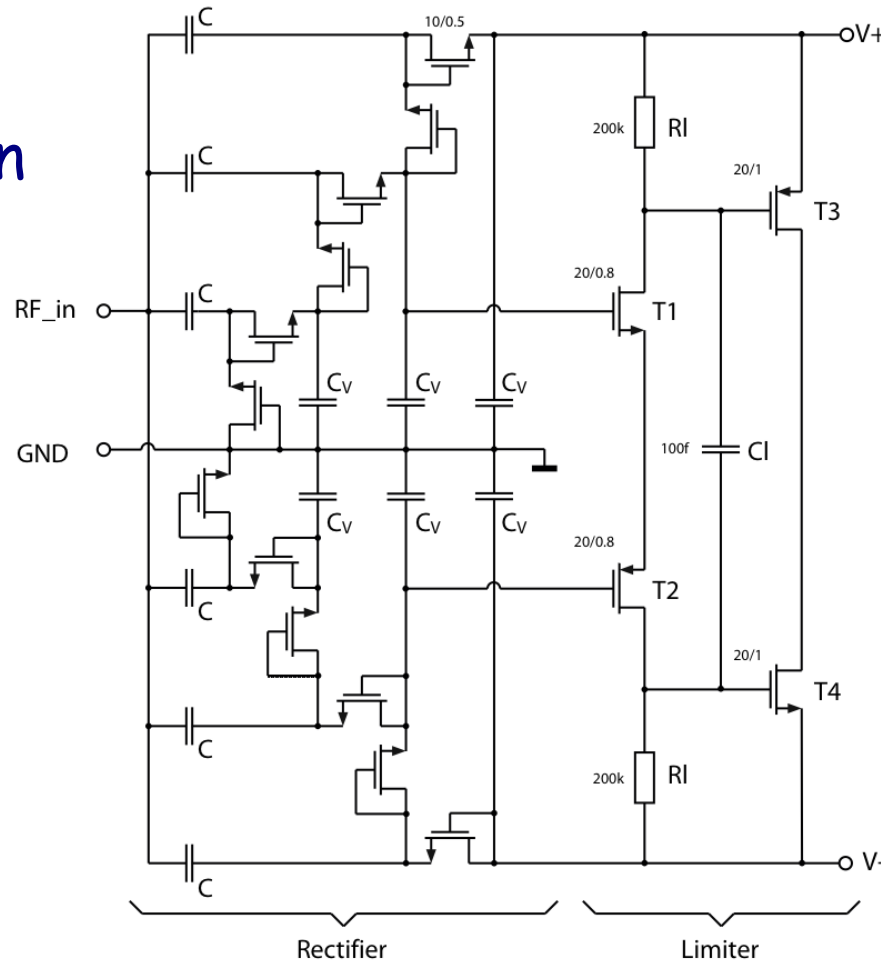 C
10/0.5
V+
200k
Rl
n
C
20/1
T3
20/0.8
RF_in
C
T1
CV
CV
CV
GND
100f
Cl
CV
CV
CV
20/0.8
C
T2
20/1
T4
C
200k
Rl
C
V-
Rectifier
Limiter